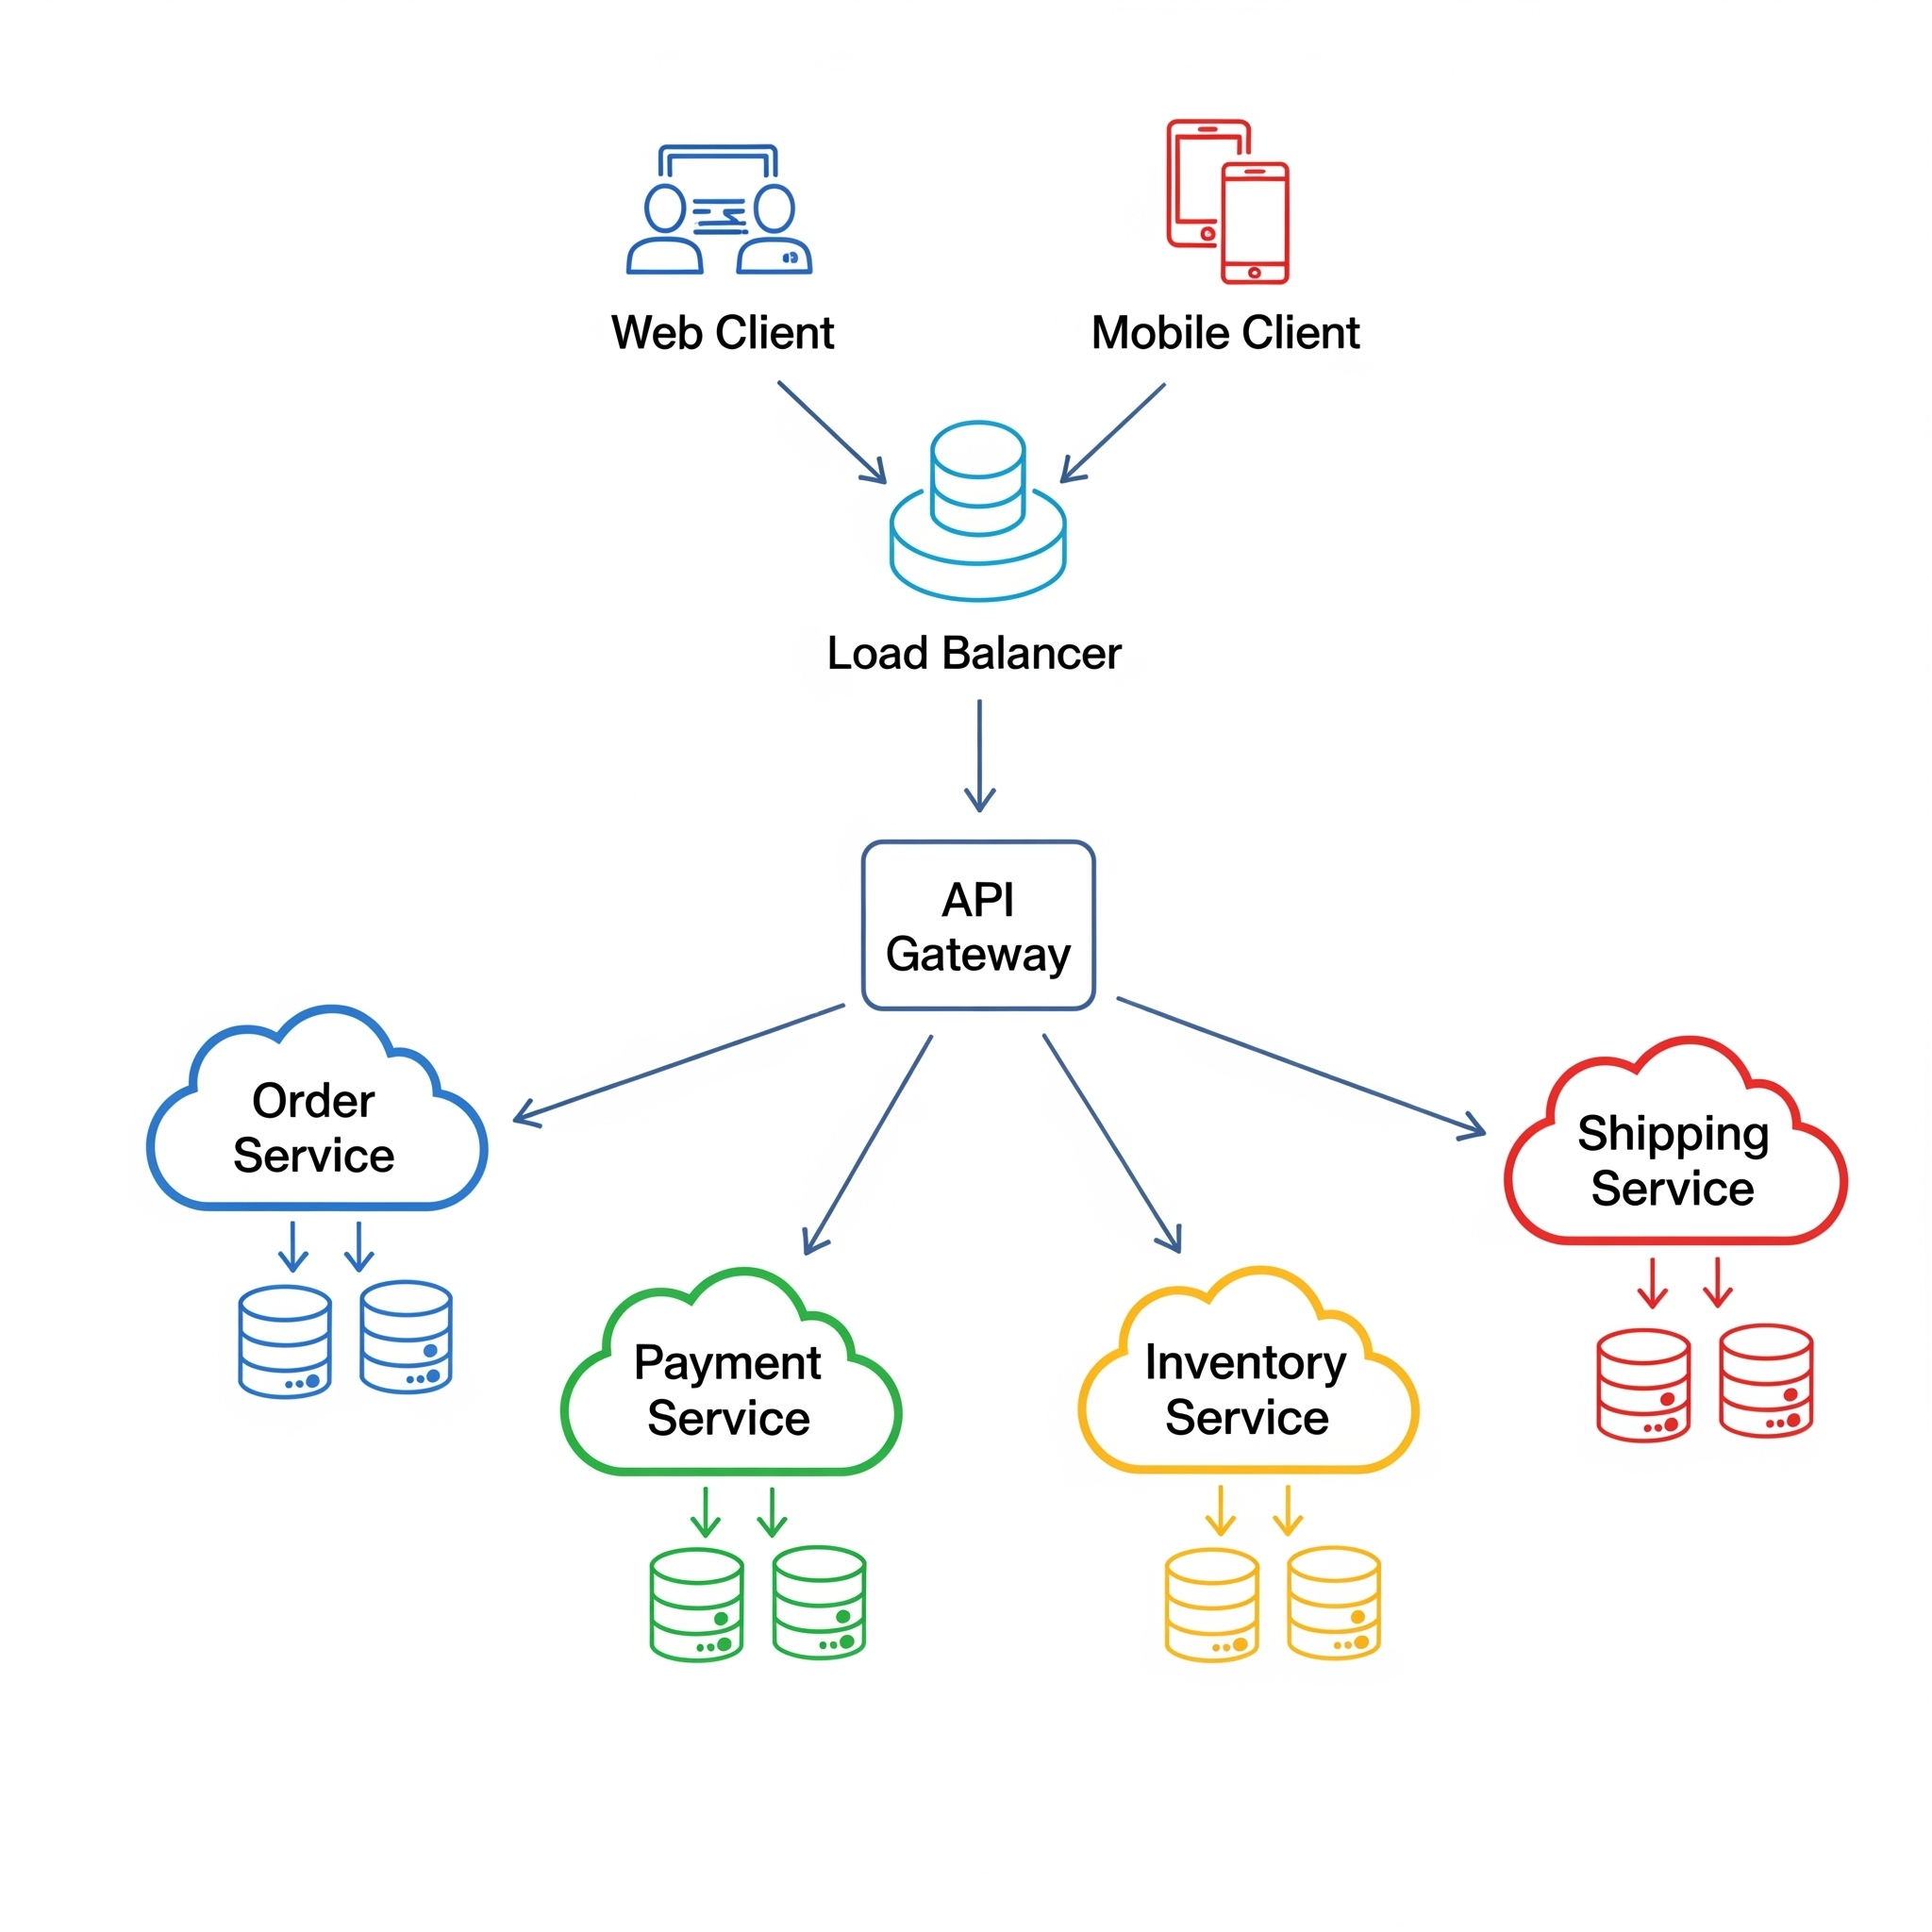 Web Client
Mobile Client
Load Balancer
API
Gateway
Order
Service
Shipping
Service
Payment
Service
Inventory
Service